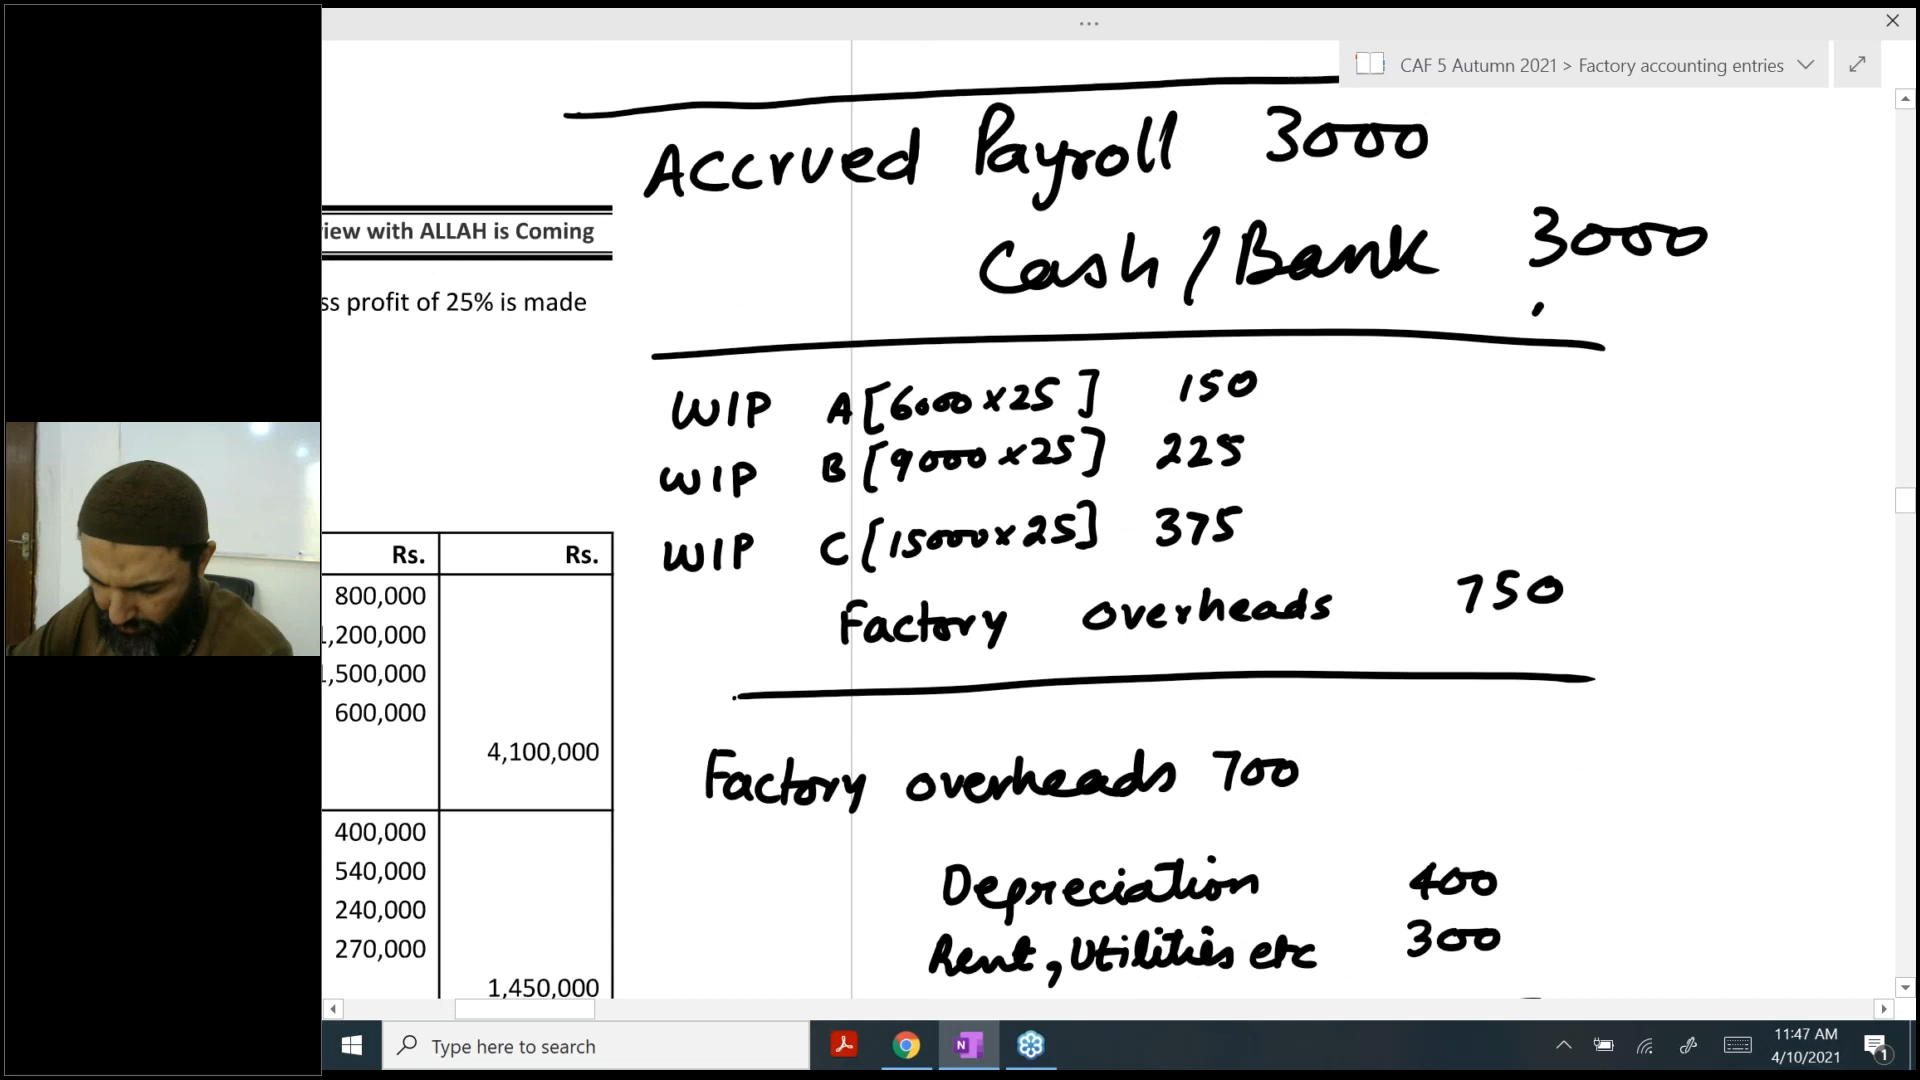 CAF 5 Autumn 2021 > Factory accounting entries
Accrued Payroll 3000
Cash/Bank 3000
iew with ALLAH is Coming
ss profit of 25% is made
WIP A [6000 x 25] 150
WIP B [9000 x 25] 225
WIP C [15000 x 25] 375
Factory overheads 750
Rs. Rs.
800,000
,200,000
,500,000
600,000
4,100,000
400,000
540,000
240,000
270,000
1,450,000
Factory overheads 700
Depreciation 400
Rent, Utilities etc 300
Type here to search
11:47 AM
4/10/2021
1